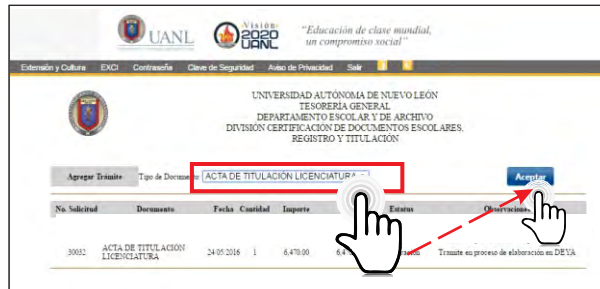 UANL
Visión
2020
UANL
"Educación de clase mundial,
un compromiso social"
Extensión y Cultura EXCI Contraseña Clave de Seguridad Aviso de Privacidad Salir
UNIVERSIDAD AUTÓNOMA DE NUEVO LEÓN
TESORERÍA GENERAL
DEPARTAMENTO ESCOLAR Y DE ARCHIVO
DIVISIÓN CERTIFICACIÓN DE DOCUMENTOS ESCOLARES,
REGISTRO Y TITULACIÓN
Agregar Trámite Tipo de Documento ACTA DE TITULACIÓN LICENCIATURA Aceptar
No. Solicitud Documento Fecha Cantidad Importe Estatus Observaciones
30032 ACTA DE TITULACIÓN LICENCIATURA 24/05/2016 1 6,470.00 Tramite en proceso de elaboración en DEYA